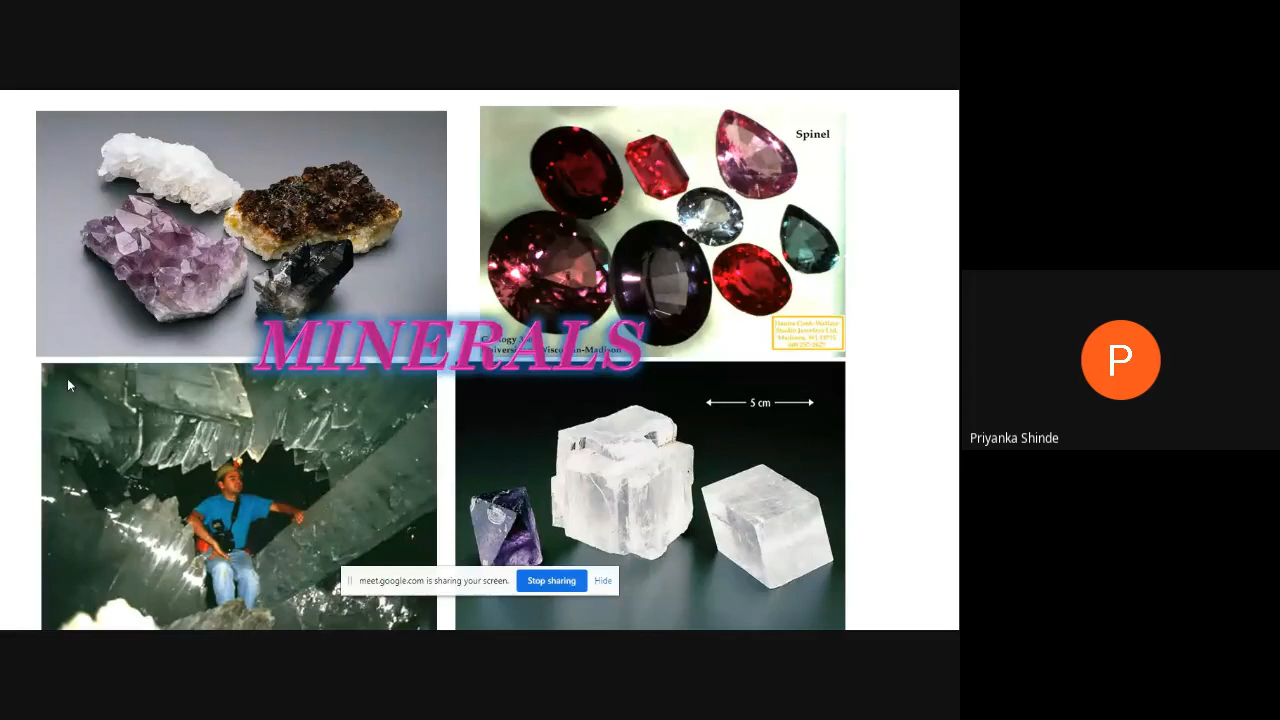 Spinel
MINERALS
5 cm
meet.google.com is sharing your screen.
Stop sharing
Hide
P
Priyanka Shinde